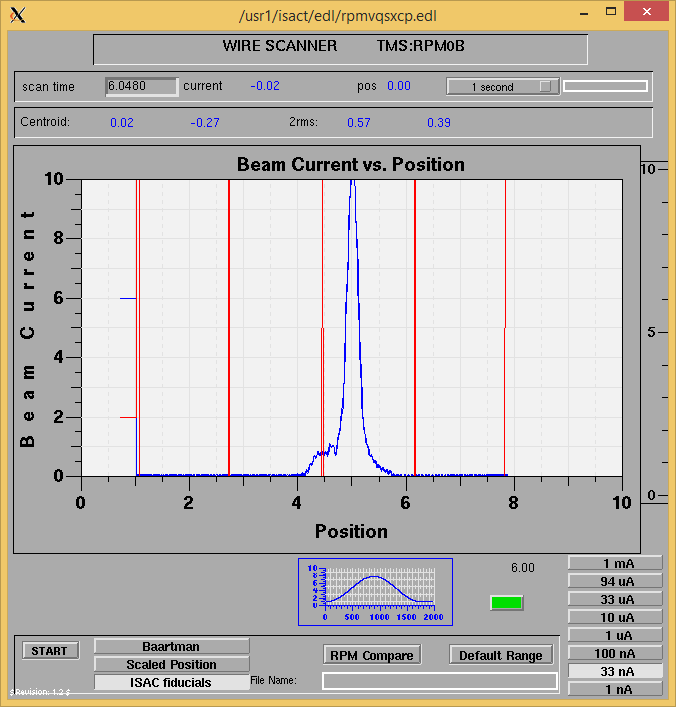 /usr1/isact/edl/rpmvqsxcp.edl
WIRE SCANNER TMS:RPM0B
scan time 6.0480 current -0.02 pos 0.00 1 second
Centroid: 0.02 -0.27 2rms: 0.57 0.39
Beam Current vs. Position
10
8
6
4
2
0
Beam Current
0 2 4 6 8 10
Position
10
5
0
10
8
6
4
2
0
0 500 1000 1500 2000
6.00
1 mA
94 uA
33 uA
10 uA
1 uA
100 nA
33 nA
1 nA
START
Baartman
Scaled Position
ISAC fiducials
RPM Compare
Default Range
File Name:
$Revision: 1.2 $